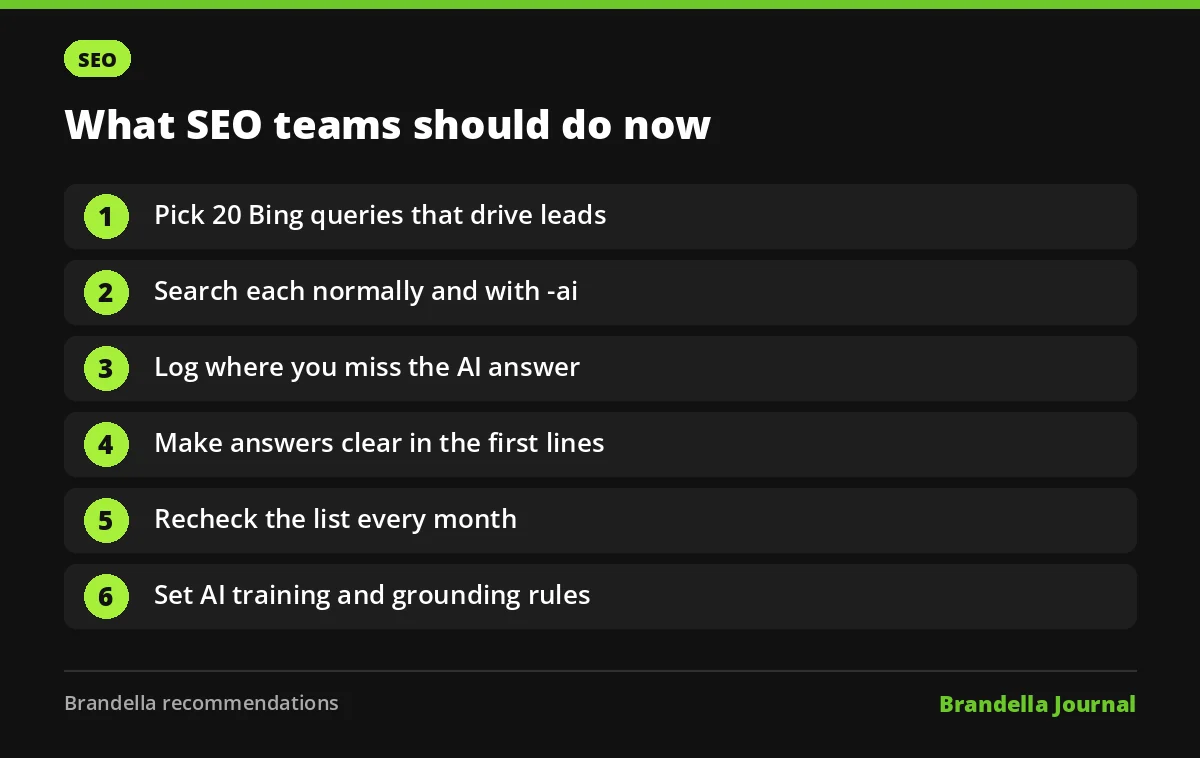 SEO
What SEO teams should do now
1 Pick 20 Bing queries that drive leads
2 Search each normally and with -ai
3 Log where you miss the AI answer
4 Make answers clear in the first lines
5 Recheck the list every month
6 Set AI training and grounding rules
Brandella recommendations
Brandella Journal